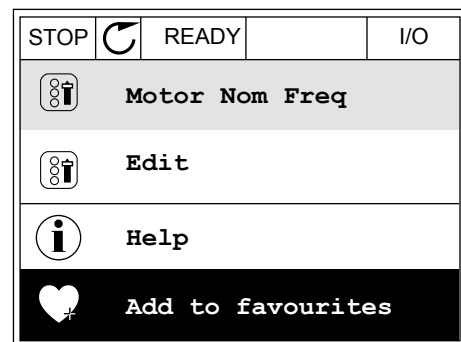 STOP READY I/O
Motor Nom Freq
Edit
Help
Add to favourites